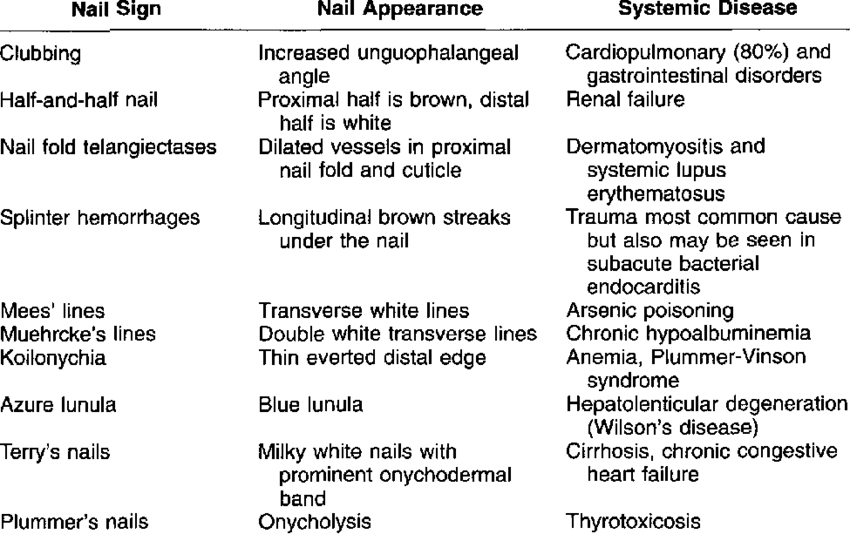 Nail Sign Nail Appearance Systemic Disease
Clubbing Increased unguophalangeal Cardiopulmonary (80%) and
angle gastrointestinal disorders
Half-and-half nail Proximal half is brown, distal Renal failure
half is white
Nail fold telangiectases Dilated vessels in proximal Dermatomyositis and
nail fold and cuticle systemic lupus
erythematosus
Splinter hemorrhages Longitudinal brown streaks Trauma most common cause
under the nail but also may be seen in
subacute bacterial
endocarditis
Mees' lines Transverse white lines Arsenic poisoning
Muehrcke's lines Double white transverse lines Chronic hypoalbuminemia
Koilonychia Thin everted distal edge Anemia, Plummer-Vinson
syndrome
Azure lunula Blue lunula Hepatolenticular degeneration
(Wilson's disease)
Terry's nails Milky white nails with Cirrhosis, chronic congestive
prominent onychodermal heart failure
band
Plummer's nails Onycholysis Thyrotoxicosis